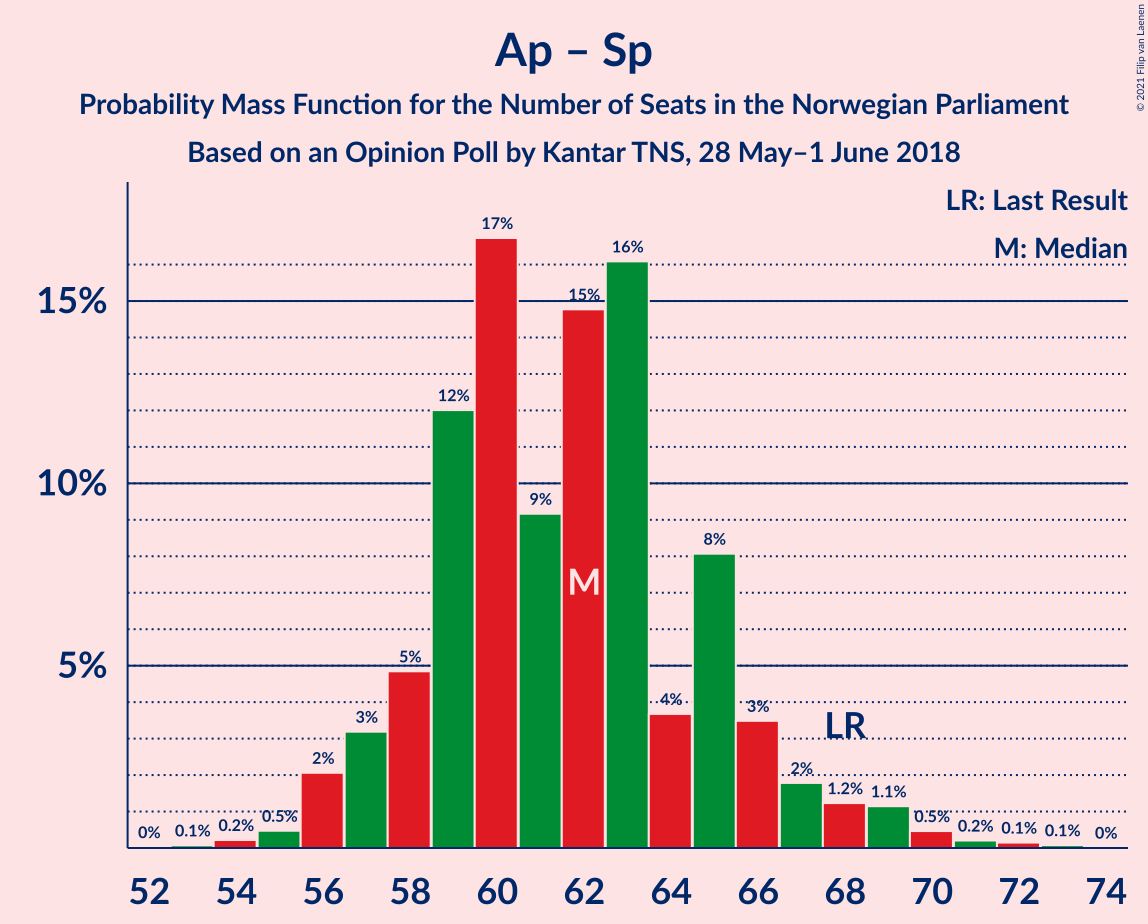 © 2021 Filip van Laenen
Ap – Sp
Probability Mass Function for the Number of Seats in the Norwegian Parliament
Based on an Opinion Poll by Kantar TNS, 28 May–1 June 2018
LR: Last Result
M: Median
15%
10%
5%
0% 0.1% 0.2% 0.5% 2% 3% 5% 12% 17% 9% 15% 16% 4% 8% 3% 2% 1.2% 1.1% 0.5% 0.2% 0.1% 0.1% 0%
M
LR
52 54 56 58 60 62 64 66 68 70 72 74